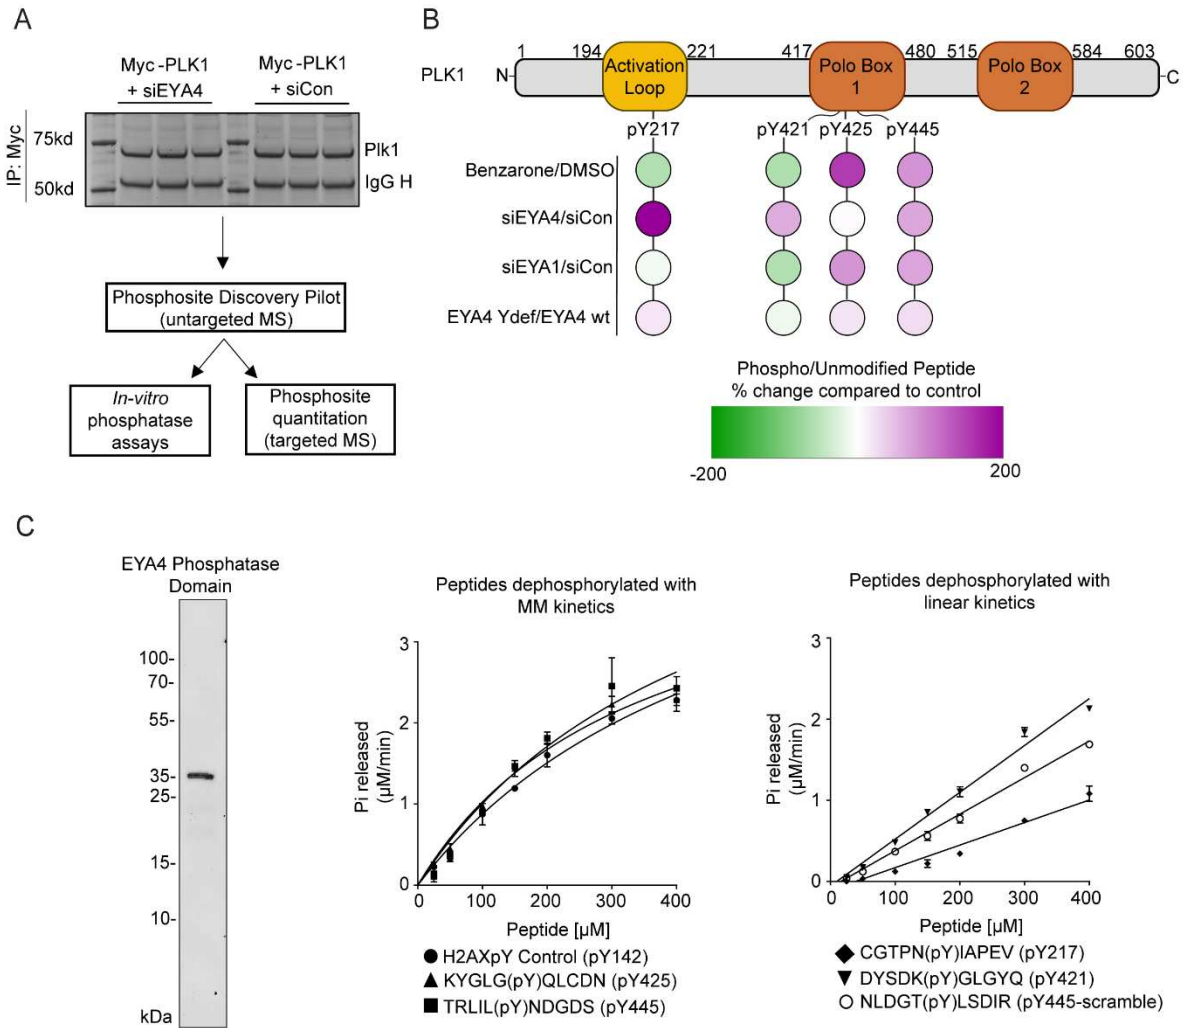 A
Myc-PLK1
+ siEYA4
Myc-PLK1
+ siCon
IP: Myc
75kd
50kd
Plk1
IgG H
Phosphosite Discovery Pilot
(untargeted MS)
In-vitro
phosphatase
assays
Phosphosite
quantitation
(targeted MS)
B
1 194 221 417 480 515 584 603
PLK1
N
Activation
Loop
Polo Box
1
Polo Box
2
C
pY217 pY421 pY425 pY445
Benzarone/DMSO
siEYA4/siCon
siEYA1/siCon
EYA4 Ydef/EYA4 wt
Phospho/Unmodified Peptide
% change compared to control
-200 200
C
EYA4 Phosphatase
Domain
100-
70-
55-
35-
25-
15-
10-
kDa
Peptides dephosphorylated with
MM kinetics
Pi released
(µM/min)
3
2
1
0
0 100 200 300 400
Peptide [µM]
H2AXpY Control (pY142)
KYGLG(pY)QLCDN (pY425)
TRLIL(pY)NDGDS (pY445)
Peptides dephosphorylated with
linear kinetics
Pi released
(µM/min)
3
2
1
0
0 100 200 300 400
Peptide [µM]
CGTPN(pY)IAPEV (pY217)
DYSDK(pY)GLGYQ (pY421)
NLDGT(pY)LSDIR (pY445-scramble)